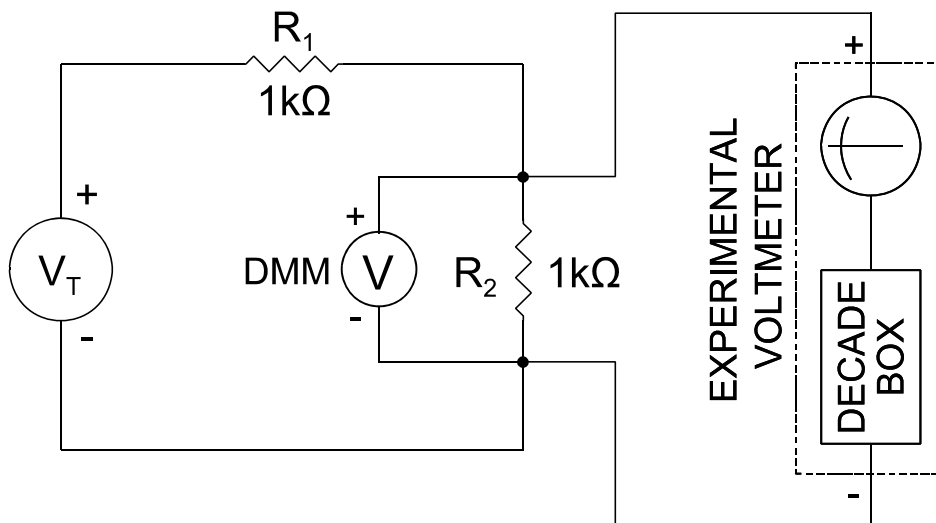 R1
1kΩ
+
VT
-
DMM
+
V
-
R2
1kΩ
EXPERIMENTAL
VOLTMETER
+
DECADE
BOX
-